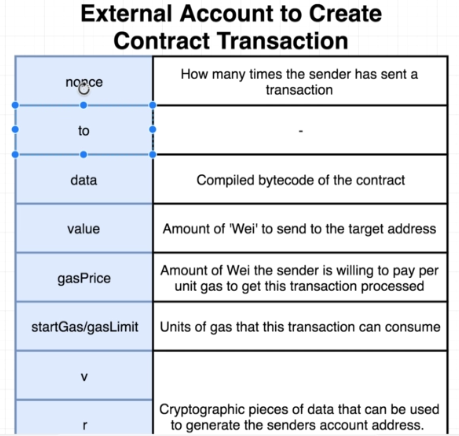 External Account to Create
Contract Transaction
nonce
How many times the sender has sent a
transaction
to
-
data
Compiled bytecode of the contract
value
Amount of 'Wei' to send to the target address
gasPrice
Amount of Wei the sender is willing to pay per
unit gas to get this transaction processed
startGas/gasLimit
Units of gas that this transaction can consume
v
r
Cryptographic pieces of data that can be used
to generate the senders account address.